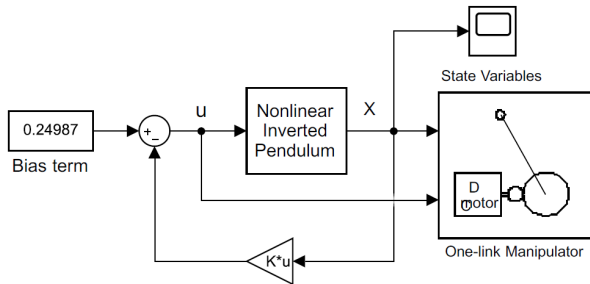 State Variables
u
X
0.24987
Bias term
+
−
Nonlinear
Inverted
Pendulum
D
C
motor
K*u
One-link Manipulator